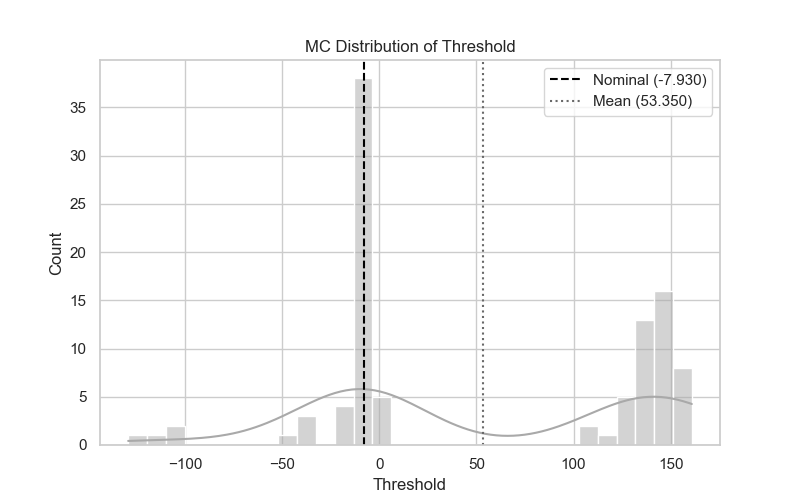 MC Distribution of Threshold
Nominal (-7.930)
Mean (53.350)
Count
35
30
25
20
15
10
5
0
−100
−50
0
50
100
150
Threshold